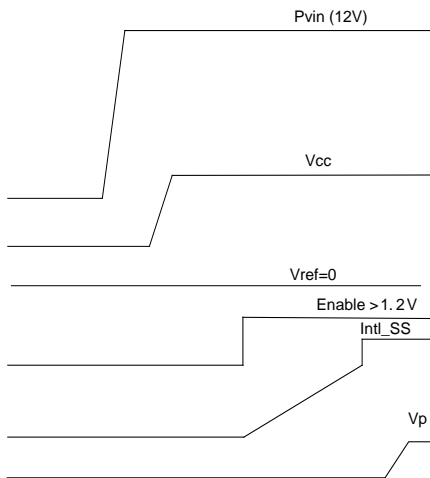 Pvin (12V)
Vcc
Vref=0
Enable >1.2V
Intl_SS
Vp